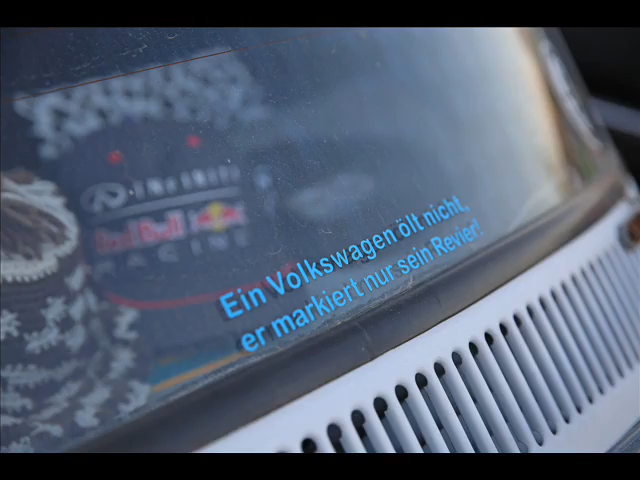 INFINITI
Red Bull
RACING
Ein Volkswagen ölt nicht,
er markiert nur sein Revier!